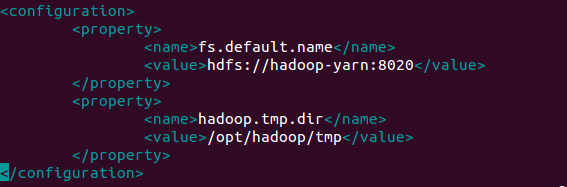 <configuration>
<property>
<name>fs.default.name</name>
<value>hdfs://hadoop-yarn:8020</value>
</property>
<property>
<name>hadoop.tmp.dir</name>
<value>/opt/hadoop/tmp</value>
</property>
</configuration>